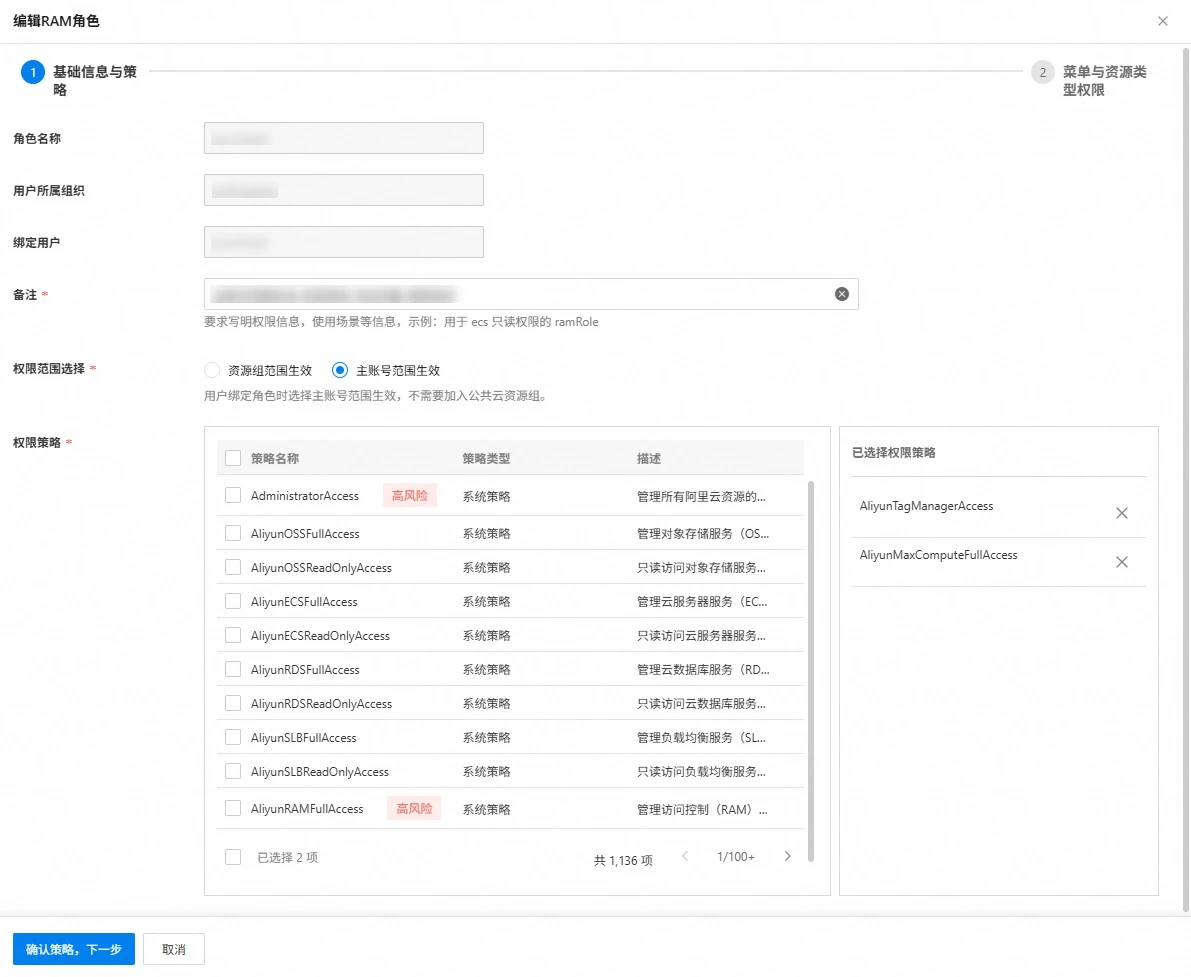 编辑RAM角色
1 基础信息与策
略
2 菜单与资源类
型权限
角色名称
用户所属组织
绑定用户
备注 *
要求写明权限信息，使用场景等信息，示例：用于 ecs 只读权限的 ramRole
权限范围选择 * 资源组范围生效 主账号范围生效
用户绑定角色时选择主账号范围生效，不需要加入公共云资源组。
权限策略 *
策略名称 策略类型 描述
AdministratorAccess 高风险 系统策略 管理所有阿里云资源的...
AliyunOSSFullAccess 系统策略 管理对象存储服务（OS...
AliyunOSSReadOnlyAccess 系统策略 只读访问对象存储服务...
AliyunECSFullAccess 系统策略 管理云服务器服务（EC...
AliyunECSReadOnlyAccess 系统策略 只读访问云服务器服务...
AliyunRDSFullAccess 系统策略 管理云数据库服务（RD...
AliyunRDSReadOnlyAccess 系统策略 只读访问云数据库服务...
AliyunSLBFullAccess 系统策略 管理负载均衡服务（SL...
AliyunSLBReadOnlyAccess 系统策略 只读访问负载均衡服务...
AliyunRAMFullAccess 高风险 系统策略 管理访问控制（RAM）...
已选择 2 项 共 1,136 项 1/100+
已选择权限策略
AliyunTagManagerAccess
AliyunMaxComputeFullAccess
确认策略，下一步 取消